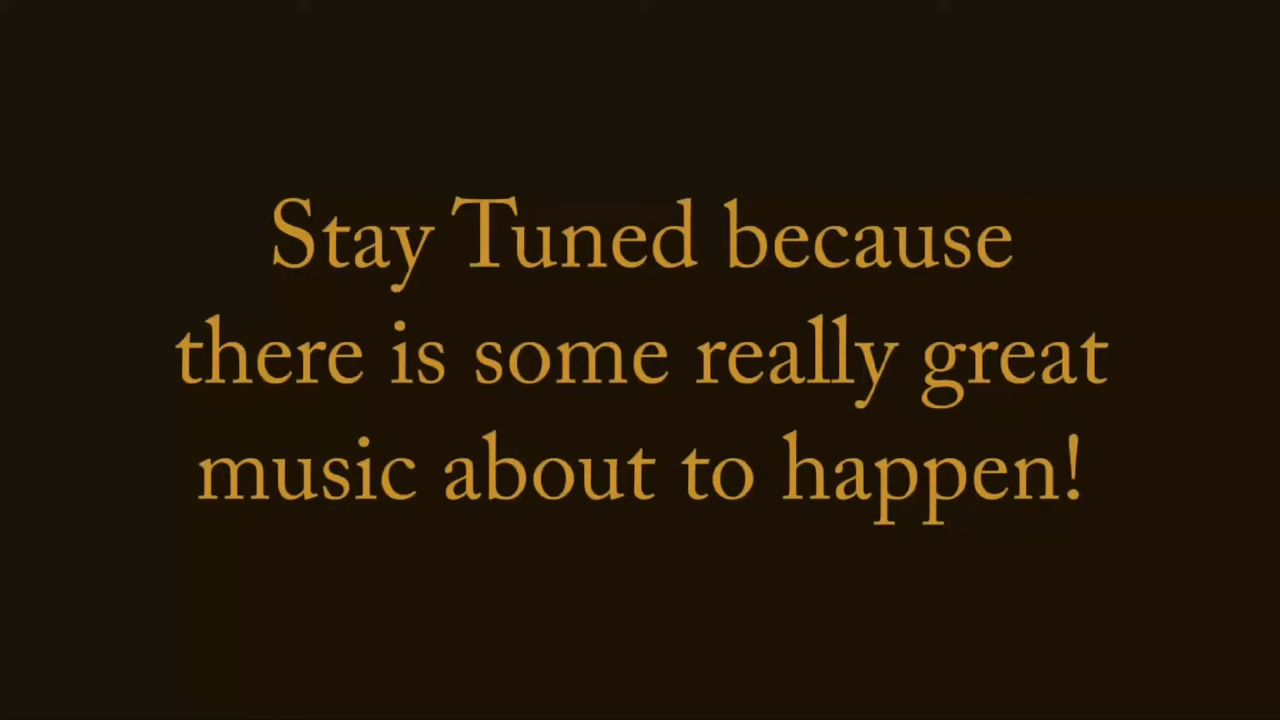 Stay Tuned because
there is some really great
music about to happen!